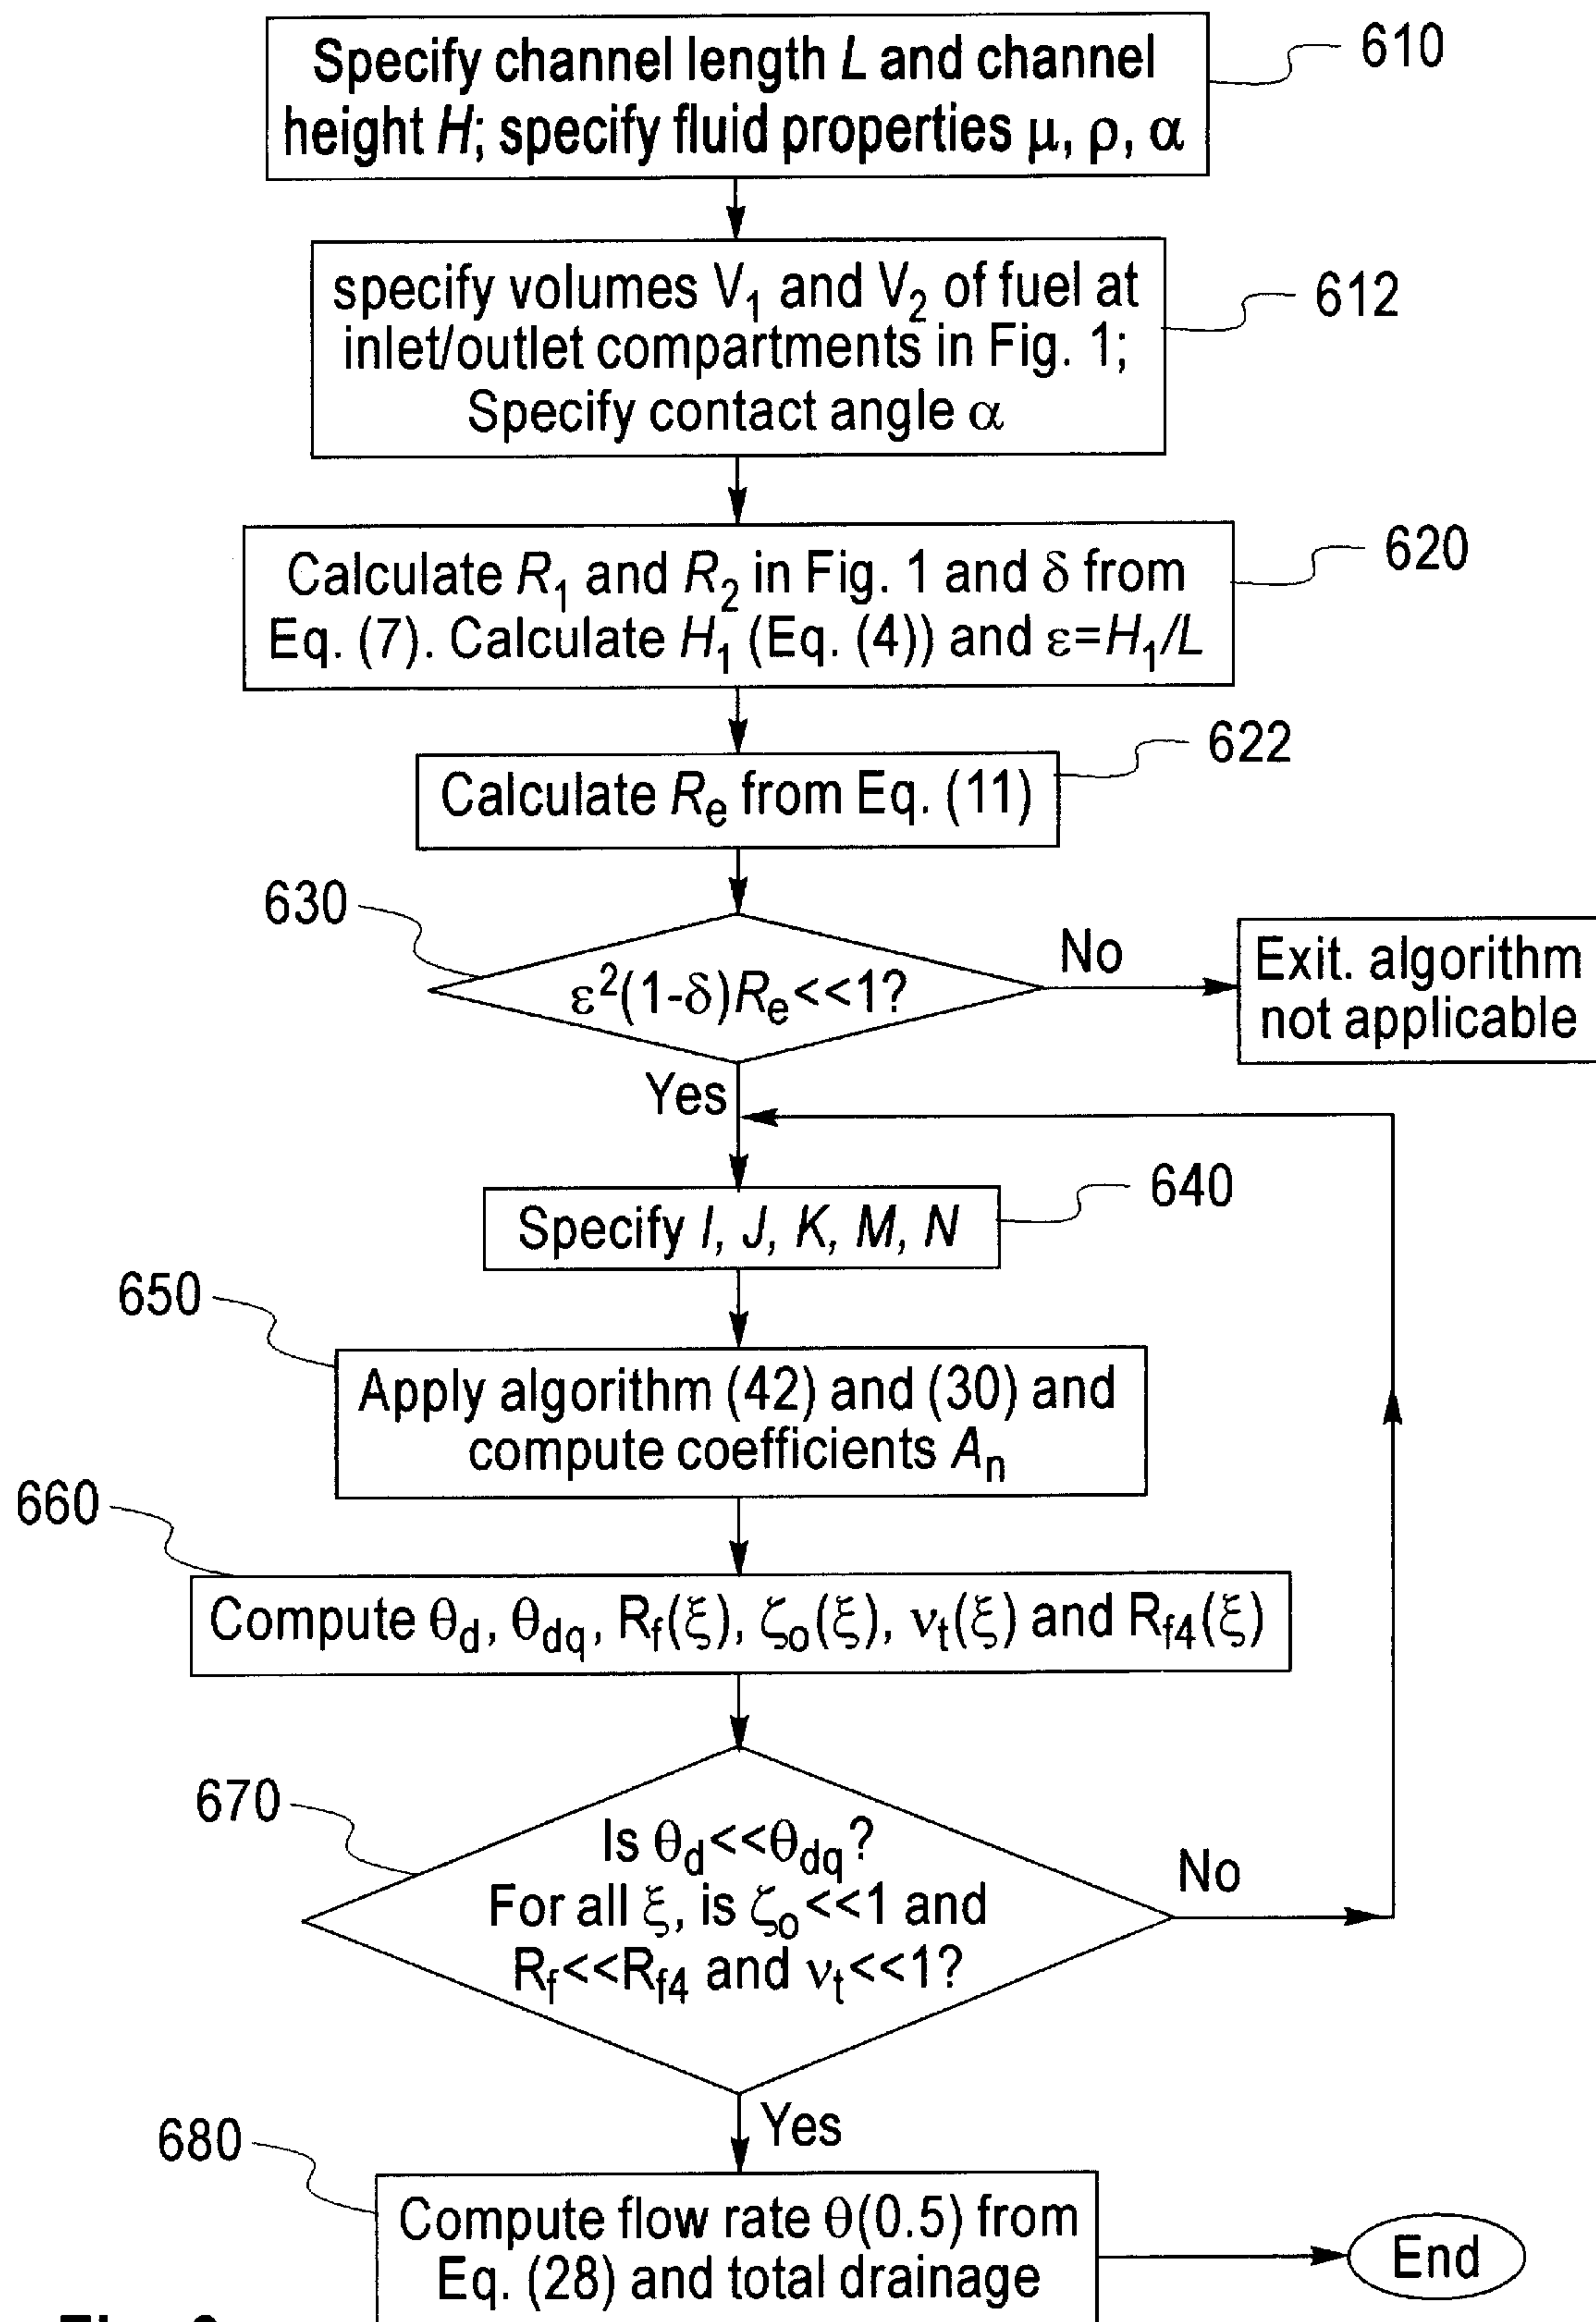 Specify channel length L and channel
height H; specify fluid properties μ, ρ, α
610
specify volumes V₁ and V₂ of fuel at
inlet/outlet compartments in Fig. 1;
Specify contact angle α
612
Calculate R₁ and R₂ in Fig. 1 and δ from
Eq. (7). Calculate H₁ (Eq. (4)) and ε=H₁/L
620
Calculate Rₑ from Eq. (11)
622
630
ε²(1-δ)Rₑ<<1?
No
Exit. algorithm
not applicable
Yes
Specify I, J, K, M, N
640
650
Apply algorithm (42) and (30) and
compute coefficients Aₙ
660
Compute θd, θdq, Rf(ξ), ζo(ξ), νt(ξ) and Rf4(ξ)
670
Is θd<<θdq?
For all ξ, is ζo<<1 and
Rf<<Rf4 and νt<<1?
No
Yes
680
Compute flow rate θ(0.5) from
Eq. (28) and total drainage
End